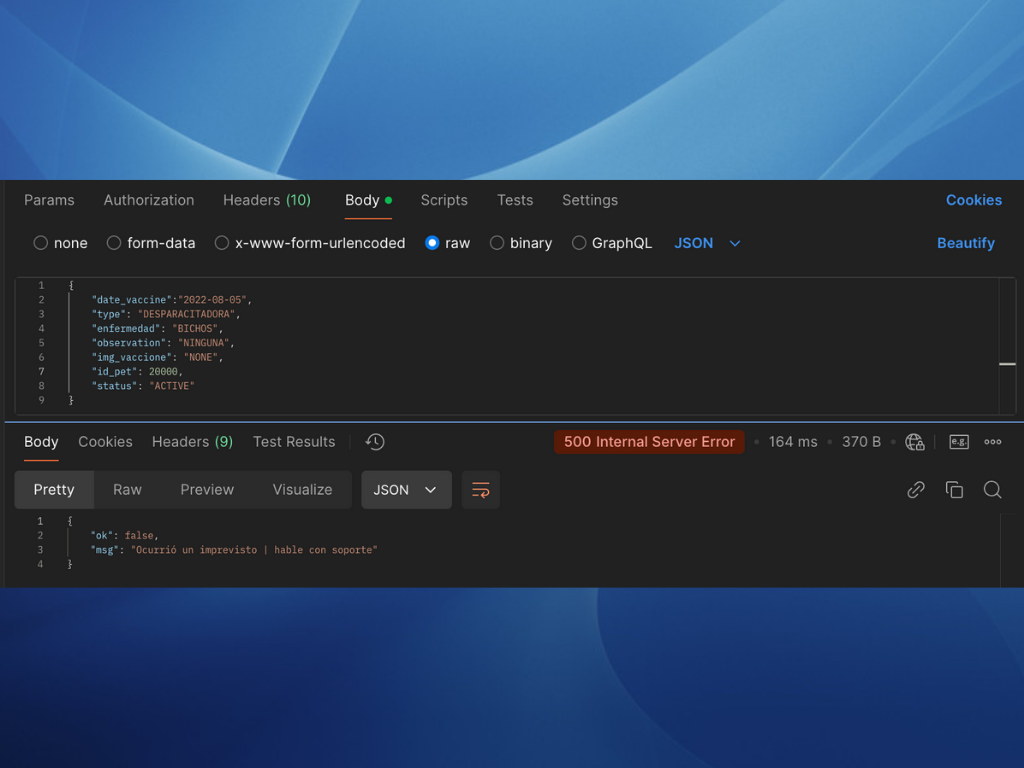 Params Authorization Headers (10) Body Scripts Tests Settings Cookies
none form-data x-www-form-urlencoded raw binary GraphQL JSON Beautify
1 {
2 "date_vaccine":"2022-08-05",
3 "type": "DESPARACITADORA",
4 "enfermedad": "BICHOS",
5 "observation": "NINGUNA",
6 "img_vaccione": "NONE",
7 "id_pet": 20000,
8 "status": "ACTIVE"
9 }
Body Cookies Headers (9) Test Results 500 Internal Server Error 164 ms 370 B e.g.
Pretty Raw Preview Visualize JSON
1 {
2 "ok": false,
3 "msg": "Ocurrió un imprevisto | hable con soporte"
4 }